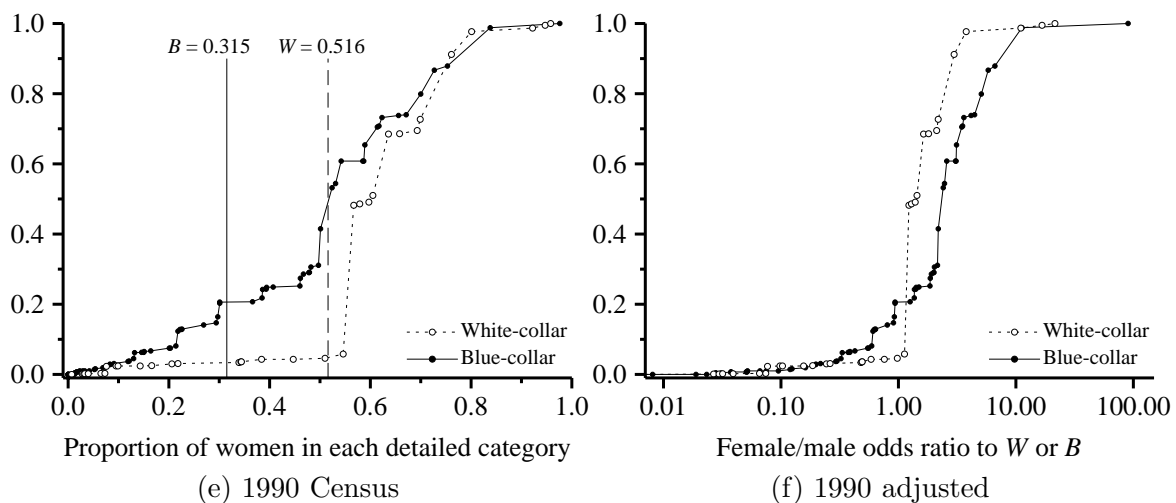 1.0
0.8
0.6
0.4
0.2
0.0
B = 0.315
W = 0.516
White-collar
Blue-collar
0.0 0.2 0.4 0.6 0.8 1.0
Proportion of women in each detailed category
(e) 1990 Census
1.0
0.8
0.6
0.4
0.2
0.0
White-collar
Blue-collar
0.01 0.10 1.00 10.00 100.00
Female/male odds ratio to W or B
(f) 1990 adjusted